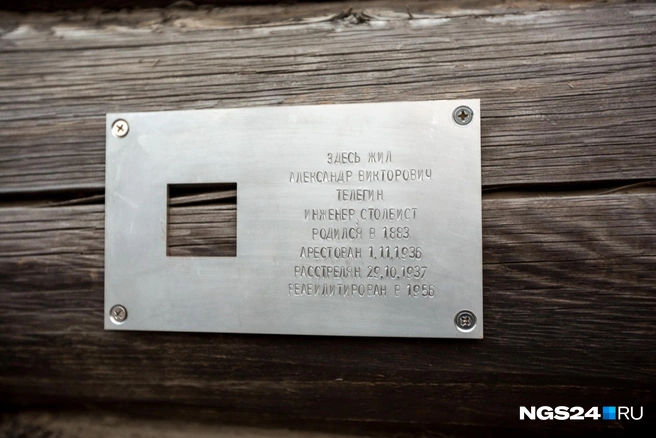 ЗДЕСЬ ЖИЛ
АЛЕКСАНДР ВИКТОРОВИЧ
ТЕЛЕГИН
ИНЖЕНЕР, СТОЛБИСТ
РОДИЛСЯ В 1883
АРЕСТОВАН 1.11.1936
РАССТРЕЛЯН 29.10.1937
РЕАБИЛИТИРОВАН В 1956
NGS24.RU